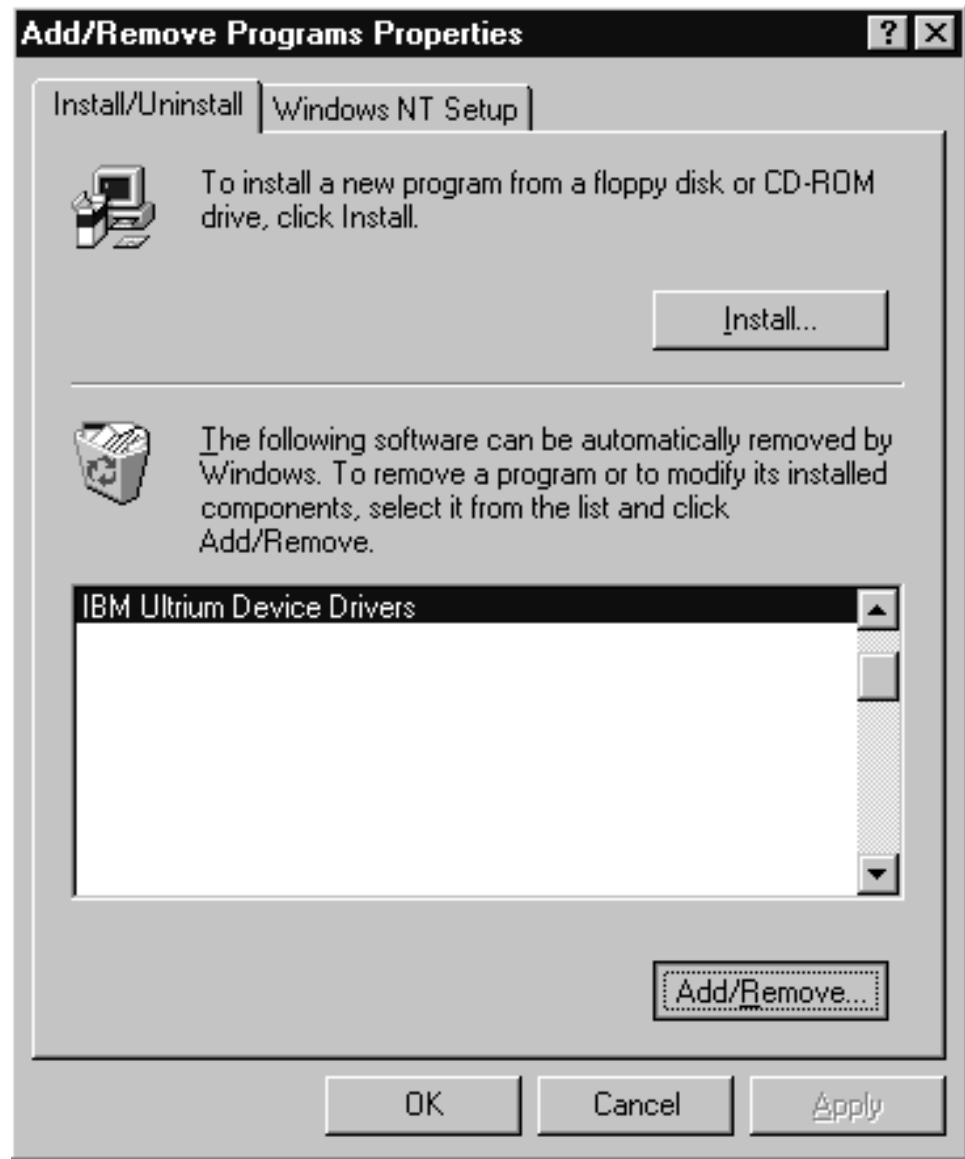 Add/Remove Programs Properties
Install/Uninstall
Windows NT Setup
To install a new program from a floppy disk or CD-ROM
drive, click Install.
Install...
The following software can be automatically removed by
Windows. To remove a program or to modify its installed
components, select it from the list and click
Add/Remove.
IBM Ultrium Device Drivers
Add/Remove...
OK
Cancel
Apply